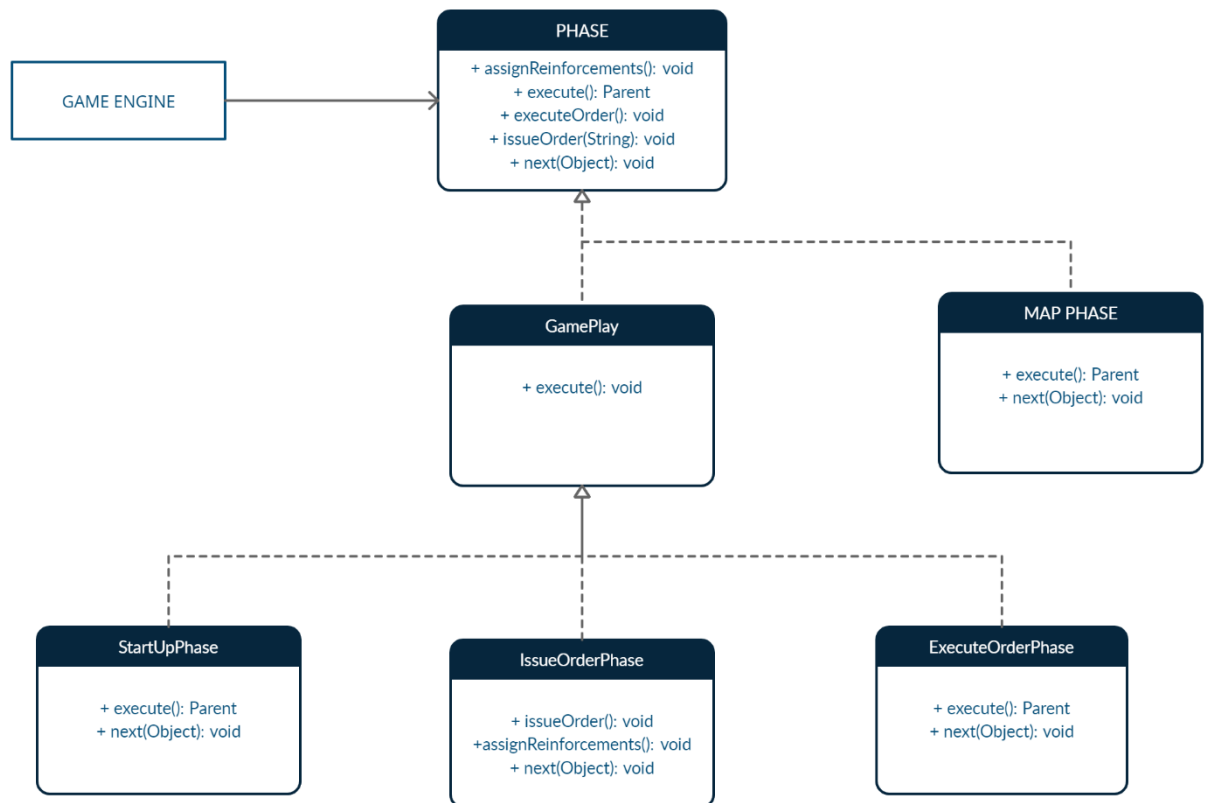 PHASE
+ assignReinforcements(): void
+ execute(): Parent
+ executeOrder(): void
+ issueOrder(String): void
+ next(Object): void
GAME ENGINE
GamePlay
+ execute(): void
MAP PHASE
+ execute(): Parent
+ next(Object): void
StartUpPhase
+ execute(): Parent
+ next(Object): void
IssueOrderPhase
+ issueOrder(): void
+assignReinforcements(): void
+ next(Object): void
ExecuteOrderPhase
+ execute(): Parent
+ next(Object): void